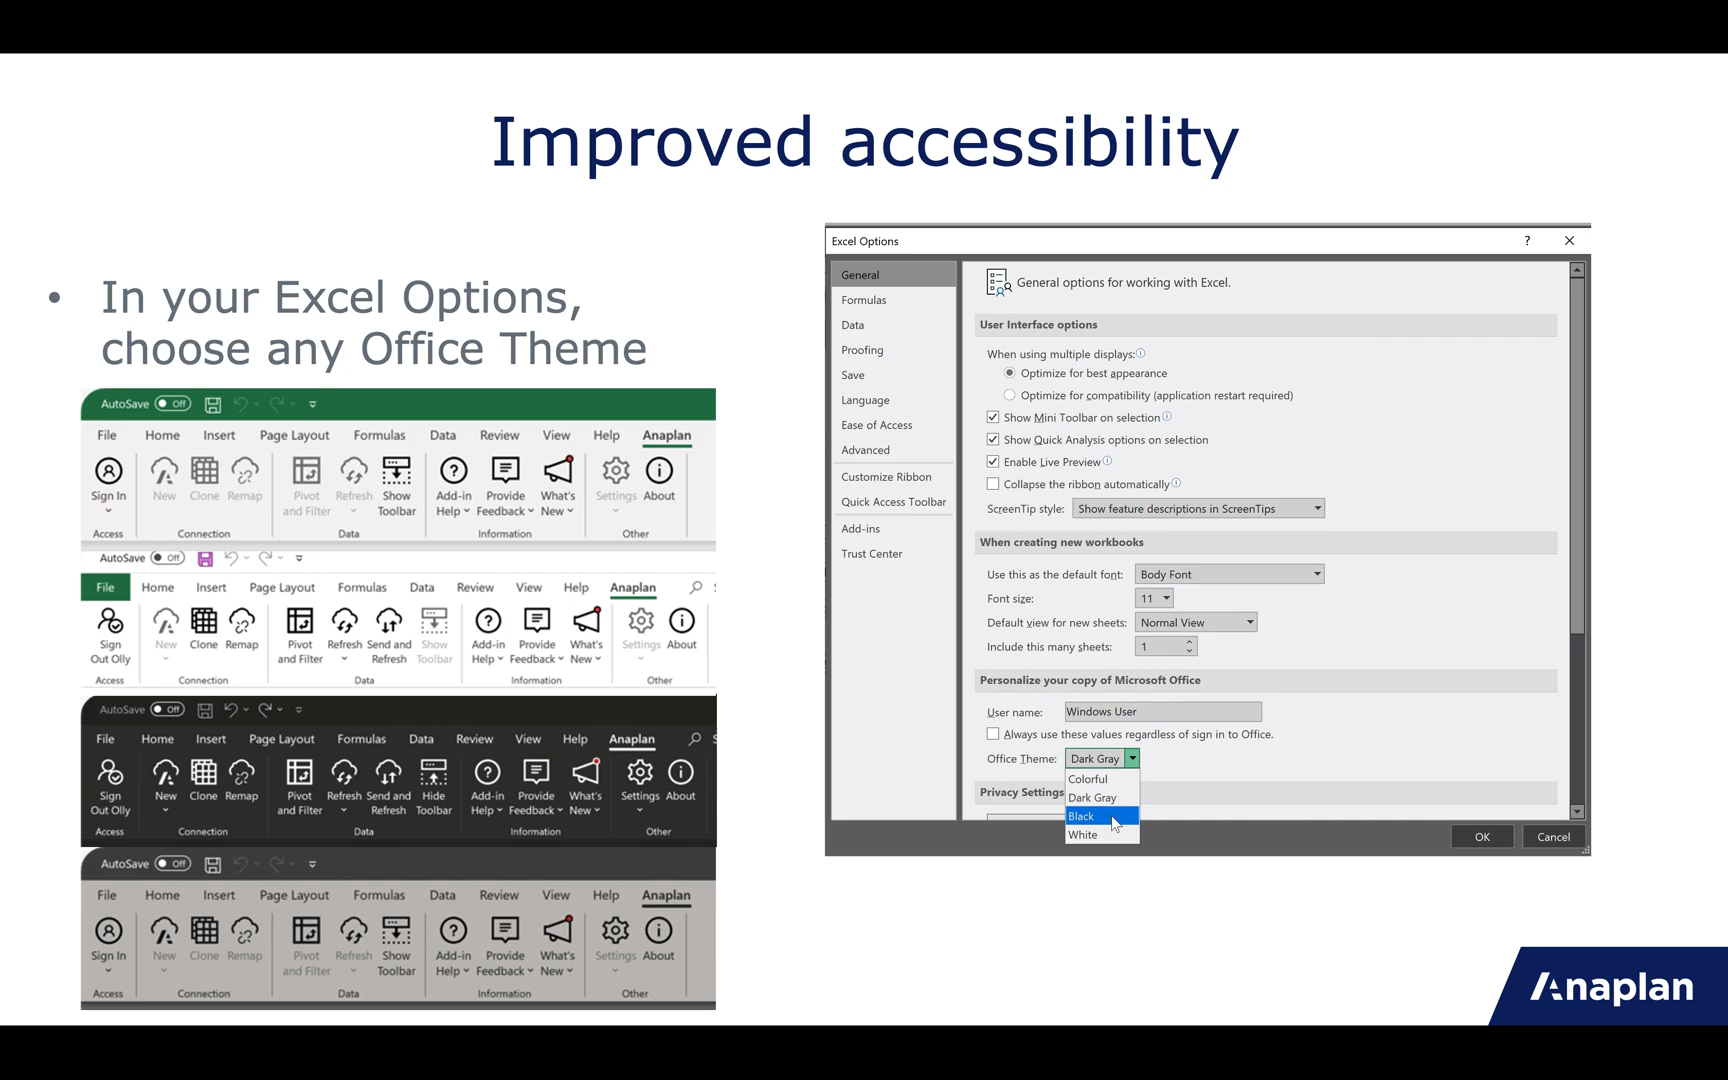 Improved accessibility
• In your Excel Options,
choose any Office Theme
AutoSave Off
File Home Insert Page Layout Formulas Data Review View Help Anaplan
Sign In New Clone Remap Pivot and Filter Refresh Show Toolbar Add-in Help Provide Feedback What's New Settings About
Access Connection Data Information Other
AutoSave Off
File Home Insert Page Layout Formulas Data Review View Help Anaplan
Sign Out Olly New Clone Remap Pivot and Filter Refresh Send and Refresh Show Toolbar Add-in Help Provide Feedback What's New Settings About
Access Connection Data Information Other
AutoSave Off
File Home Insert Page Layout Formulas Data Review View Help Anaplan
Sign Out Olly New Clone Remap Pivot and Filter Refresh Send and Refresh Hide Toolbar Add-in Help Provide Feedback What's New Settings About
Access Connection Data Information Other
AutoSave Off
File Home Insert Page Layout Formulas Data Review View Help Anaplan
Sign In New Clone Remap Pivot and Filter Refresh Show Toolbar Add-in Help Provide Feedback What's New Settings About
Access Connection Data Information Other
Excel Options ?
General
Formulas
Data
Proofing
Save
Language
Ease of Access
Advanced
Customize Ribbon
Quick Access Toolbar
Add-ins
Trust Center
General options for working with Excel.
User Interface options
When using multiple displays:
Optimize for best appearance
Optimize for compatibility (application restart required)
Show Mini Toolbar on selection
Show Quick Analysis options on selection
Enable Live Preview
Collapse the ribbon automatically
ScreenTip style: Show feature descriptions in ScreenTips
When creating new workbooks
Use this as the default font: Body Font
Font size: 11
Default view for new sheets: Normal View
Include this many sheets: 1
Personalize your copy of Microsoft Office
User name: Windows User
Always use these values regardless of sign in to Office.
Office Theme: Dark Gray
Colorful
Dark Gray
Black
White
Privacy Settings
OK Cancel
Anaplan